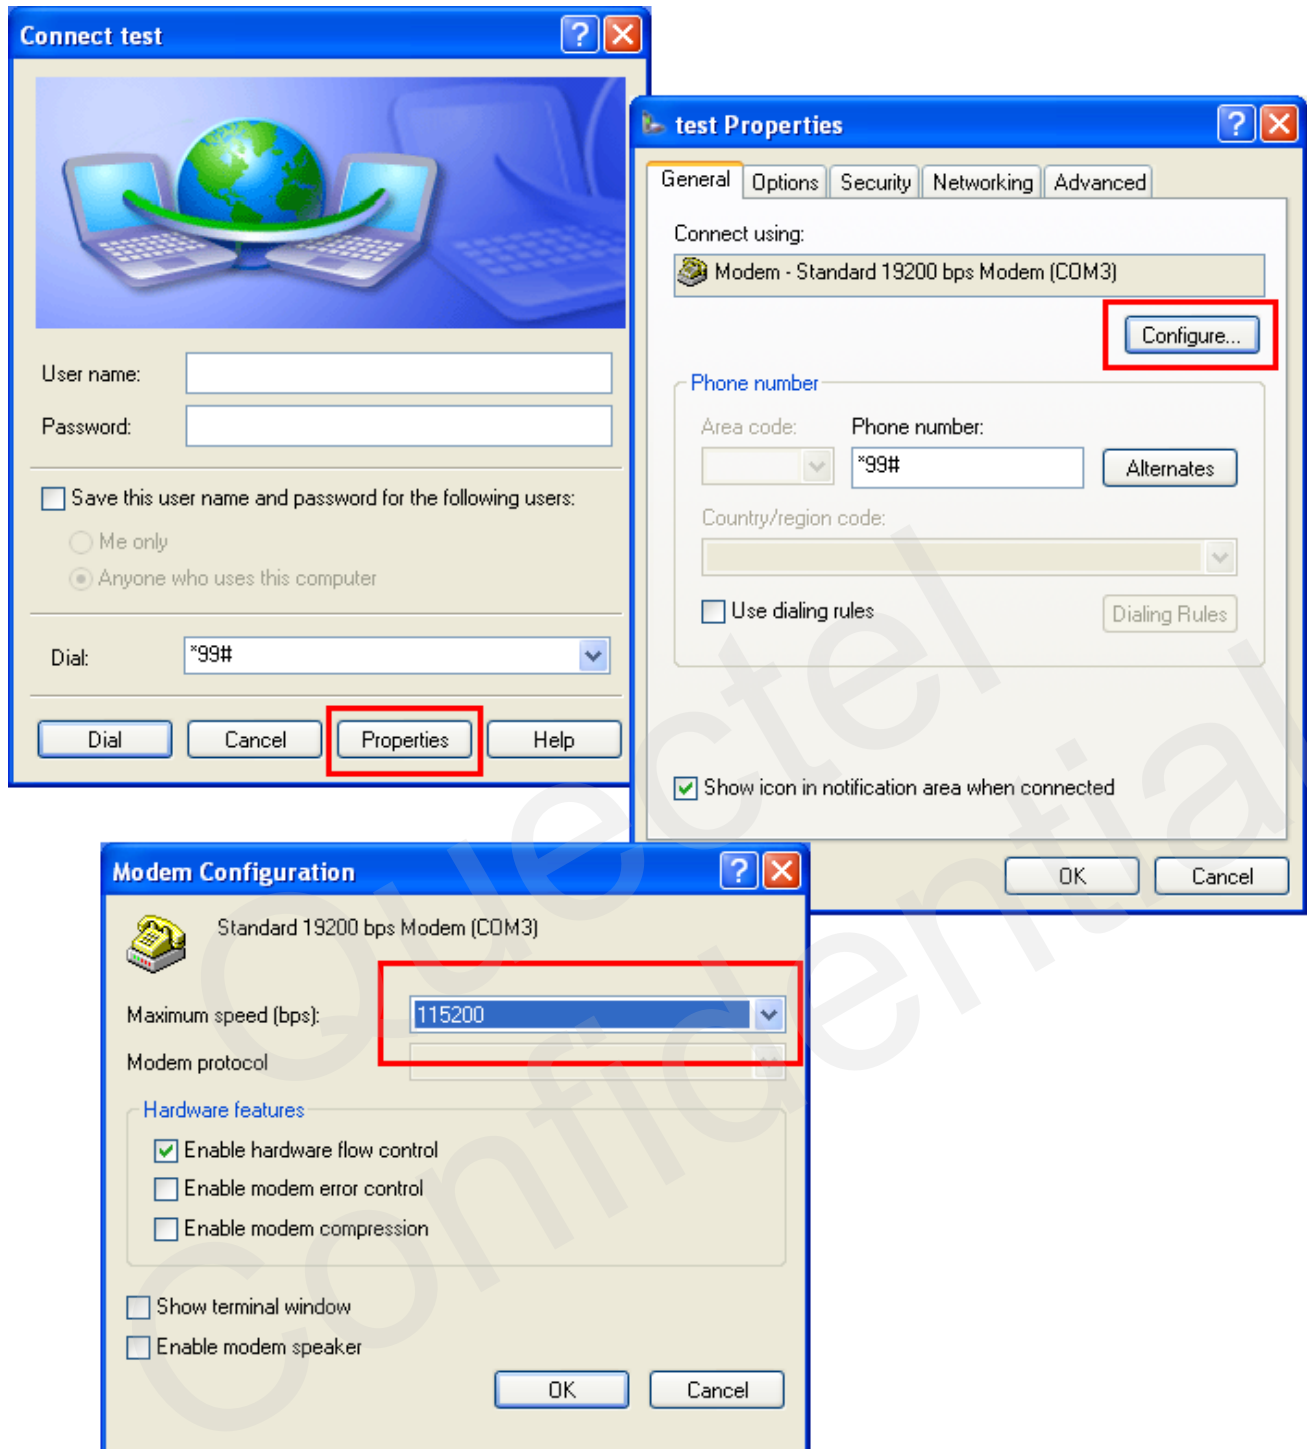 Connect test
User name:
Password:
Save this user name and password for the following users:
Me only
Anyone who uses this computer
Dial:
*99#
Dial
Cancel
Properties
Help
test Properties
General
Options
Security
Networking
Advanced
Connect using:
Modem - Standard 19200 bps Modem (COM3)
Configure...
Phone number
Area code:
Phone number:
*99#
Alternates
Country/region code:
Use dialing rules
Dialing Rules
Show icon in notification area when connected
OK
Cancel
Modem Configuration
Standard 19200 bps Modem (COM3)
Maximum speed (bps):
115200
Modem protocol
Hardware features
Enable hardware flow control
Enable modem error control
Enable modem compression
Show terminal window
Enable modem speaker
OK
Cancel
Quectel
Confidential